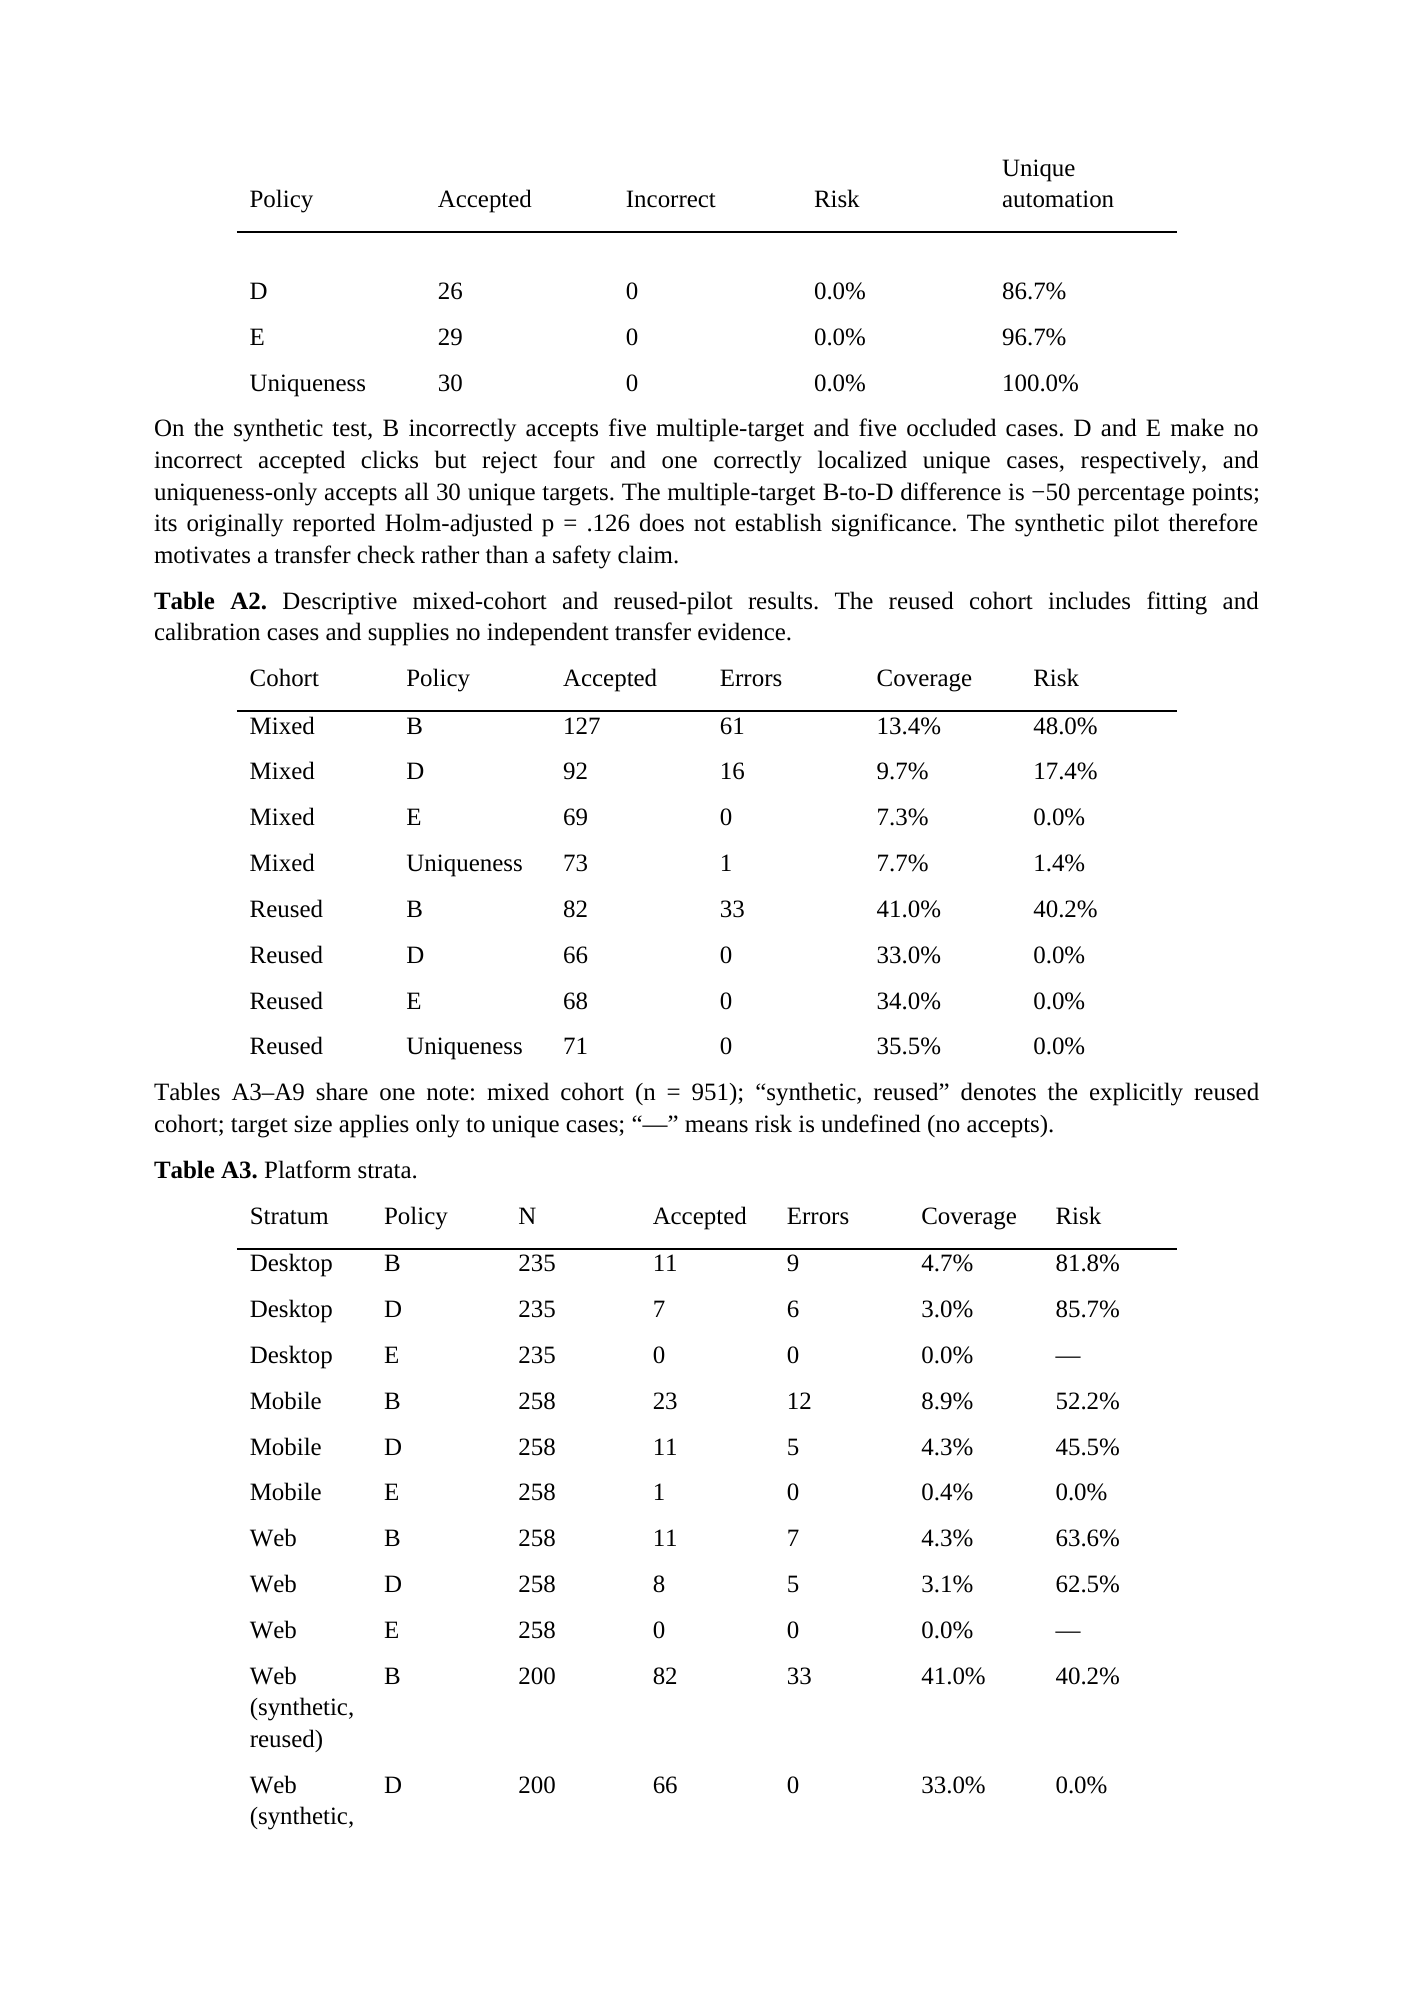 Policy Accepted Incorrect Risk Unique automation
D 26 0 0.0% 86.7%
E 29 0 0.0% 96.7%
Uniqueness 30 0 0.0% 100.0%
On the synthetic test, B incorrectly accepts five multiple-target and five occluded cases. D and E make no
incorrect accepted clicks but reject four and one correctly localized unique cases, respectively, and
uniqueness-only accepts all 30 unique targets. The multiple-target B-to-D difference is −50 percentage points;
its originally reported Holm-adjusted p = .126 does not establish significance. The synthetic pilot therefore
motivates a transfer check rather than a safety claim.
Table A2. Descriptive mixed-cohort and reused-pilot results. The reused cohort includes fitting and
calibration cases and supplies no independent transfer evidence.
Cohort Policy Accepted Errors Coverage Risk
Mixed B 127 61 13.4% 48.0%
Mixed D 92 16 9.7% 17.4%
Mixed E 69 0 7.3% 0.0%
Mixed Uniqueness 73 1 7.7% 1.4%
Reused B 82 33 41.0% 40.2%
Reused D 66 0 33.0% 0.0%
Reused E 68 0 34.0% 0.0%
Reused Uniqueness 71 0 35.5% 0.0%
Tables A3–A9 share one note: mixed cohort (n = 951); “synthetic, reused” denotes the explicitly reused
cohort; target size applies only to unique cases; “—” means risk is undefined (no accepts).
Table A3. Platform strata.
Stratum Policy N Accepted Errors Coverage Risk
Desktop B 235 11 9 4.7% 81.8%
Desktop D 235 7 6 3.0% 85.7%
Desktop E 235 0 0 0.0% —
Mobile B 258 23 12 8.9% 52.2%
Mobile D 258 11 5 4.3% 45.5%
Mobile E 258 1 0 0.4% 0.0%
Web B 258 11 7 4.3% 63.6%
Web D 258 8 5 3.1% 62.5%
Web E 258 0 0 0.0% —
Web B 200 82 33 41.0% 40.2%
(synthetic,
reused)
Web D 200 66 0 33.0% 0.0%
(synthetic,